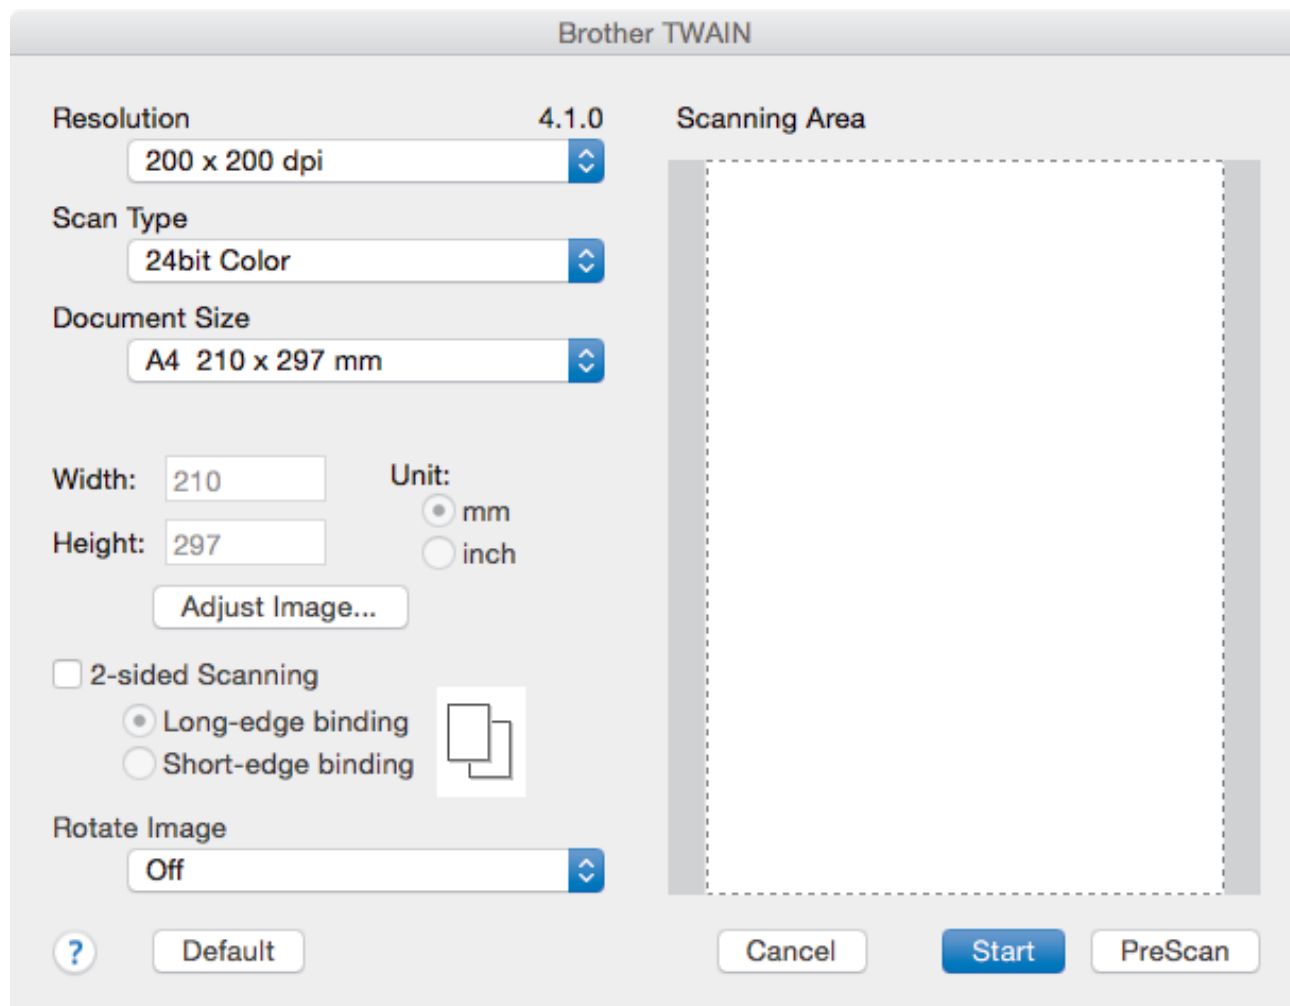 Brother TWAIN
Resolution 4.1.0
200 x 200 dpi
Scan Type
24bit Color
Document Size
A4 210 x 297 mm
Width: 210
Height: 297
Unit:
mm
inch
Adjust Image...
2-sided Scanning
Long-edge binding
Short-edge binding
Rotate Image
Off
? Default
Scanning Area
Cancel Start PreScan